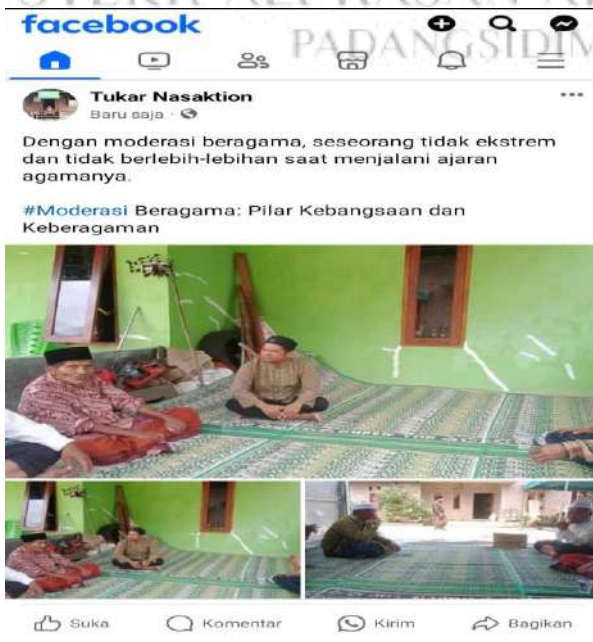 facebook
PADANGSIDIM
Tukar Nasaktion
Baru saja
Dengan moderasi beragama, seseorang tidak ekstrem
dan tidak berlebih-lebihan saat menjalani ajaran
agamanya.
#Moderasi Beragama: Pilar Kebangsaan dan
Keberagaman
Suka
Komentar
Kirim
Bagikan